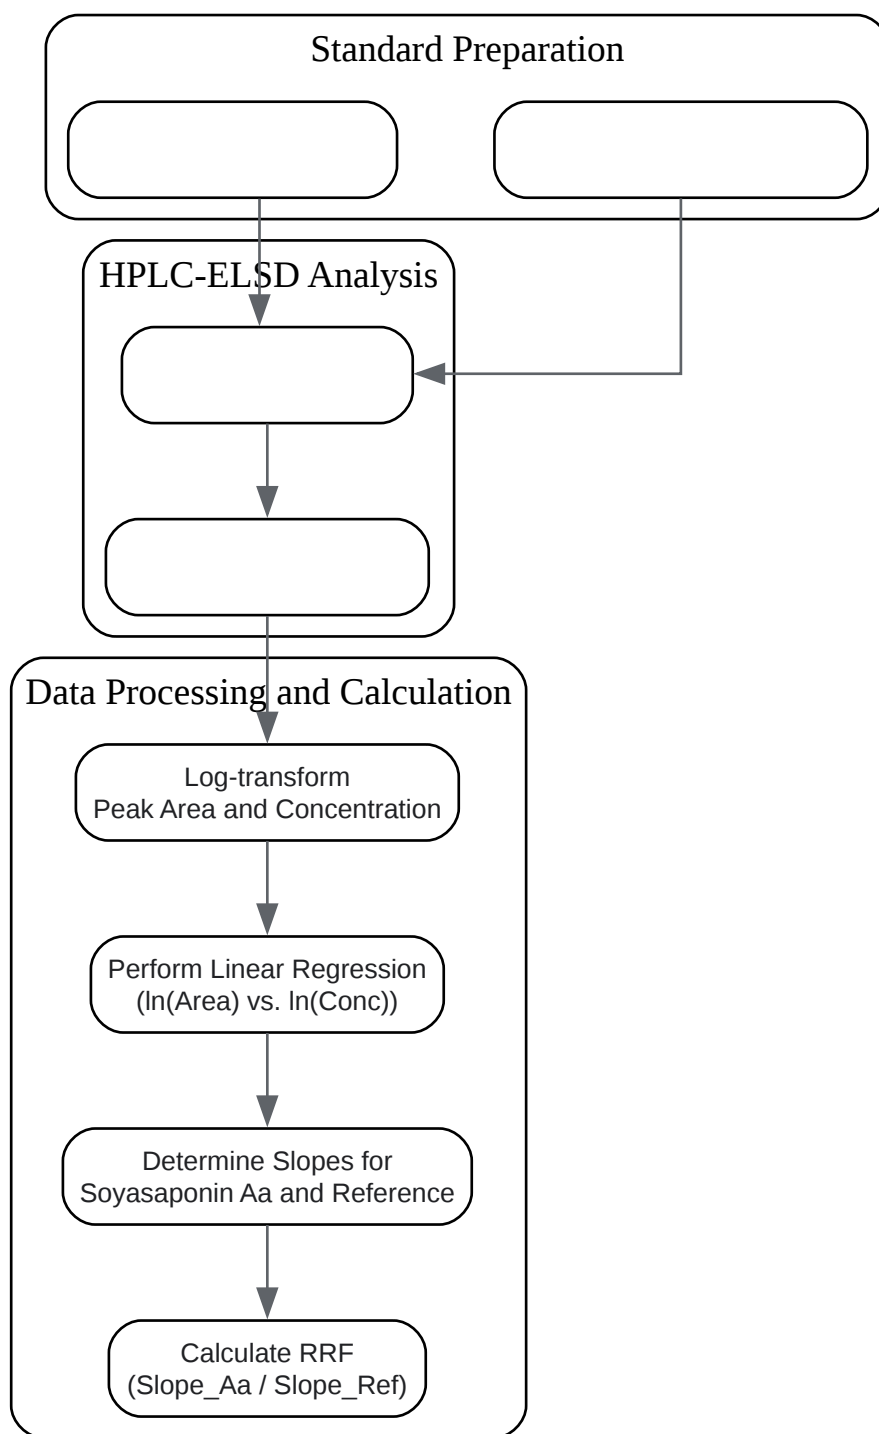 Standard Preparation
HPLC-ELSD Analysis
Data Processing and Calculation
Log-transform
Peak Area and Concentration
Perform Linear Regression
(ln(Area) vs. ln(Conc))
Determine Slopes for
Soyasaponin Aa and Reference
Calculate RRF
(Slope_Aa / Slope_Ref)